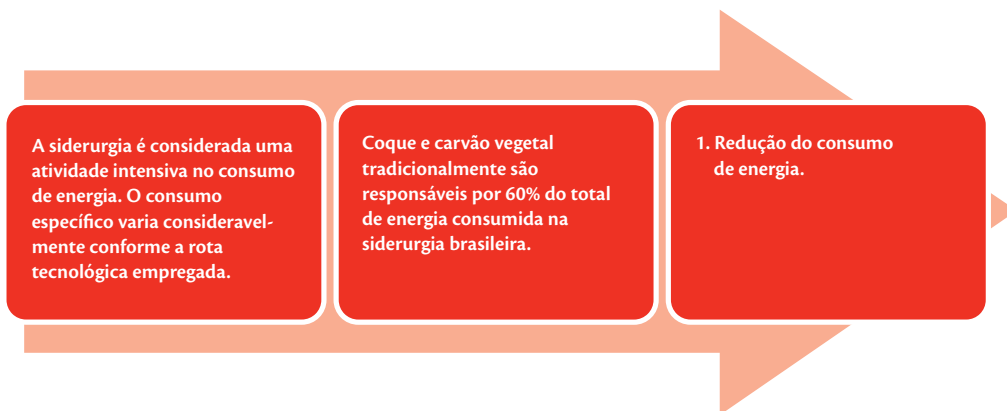 A siderurgia é considerada uma
atividade intensiva no consumo
de energia. O consumo
específico varia consideravel-
mente conforme a rota
tecnológica empregada.
Coque e carvão vegetal
tradicionalmente são
responsáveis por 60% do total
de energia consumida na
siderurgia brasileira.
1. Redução do consumo
de energia.